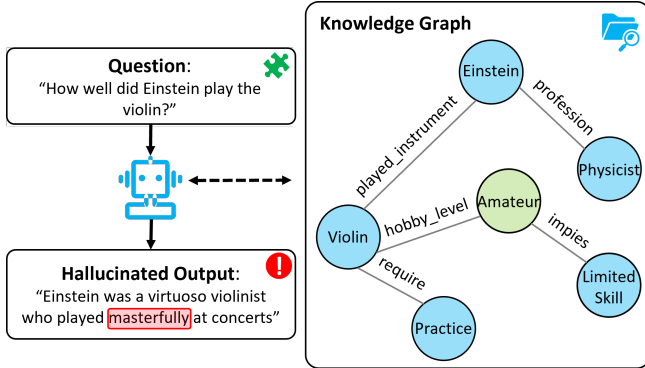 Question:
“How well did Einstein play the
violin?”
Hallucinated Output:
“Einstein was a virtuoso violinist
who played masterfully at concerts”
Knowledge Graph
Einstein
profession
played_instrument
Physicist
Amateur
hobby_level
Violin
impies
require
Limited
Skill
Practice